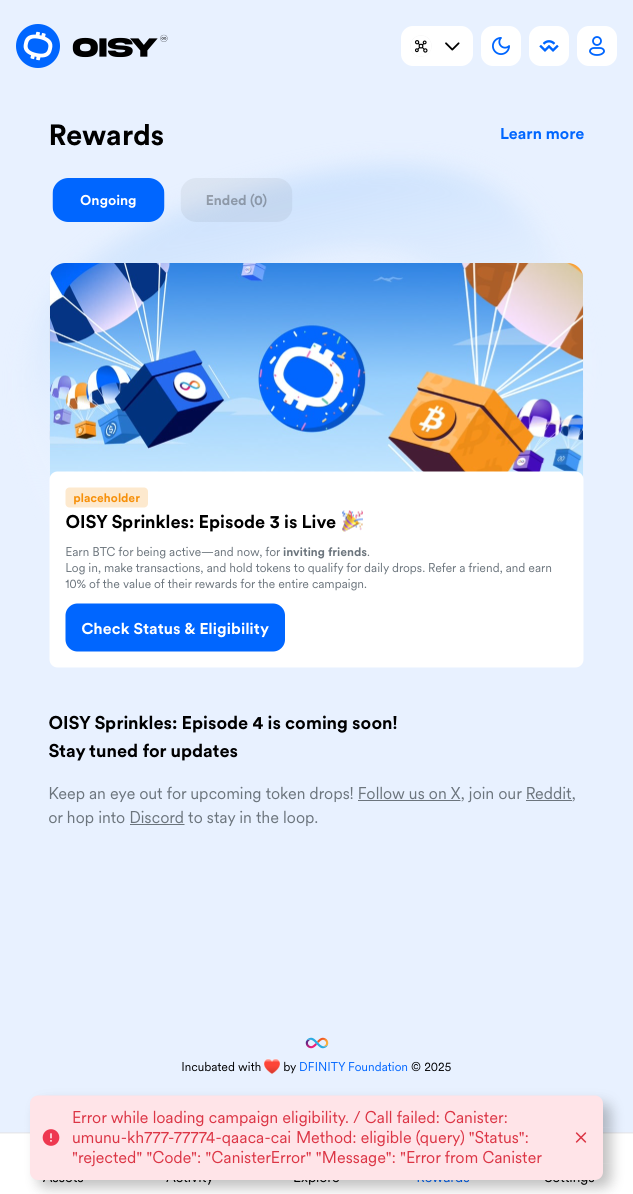 OISY
Rewards
Learn more
Ongoing
Ended (0)
placeholder
OISY Sprinkles: Episode 3 is Live 🎉
Earn BTC for being active—and now, for inviting friends.
Log in, make transactions, and hold tokens to qualify for daily drops. Refer a friend, and earn
10% of the value of their rewards for the entire campaign.
Check Status & Eligibility
OISY Sprinkles: Episode 4 is coming soon!
Stay tuned for updates
Keep an eye out for upcoming token drops! Follow us on X, join our Reddit,
or hop into Discord to stay in the loop.
Incubated with ❤️ by DFINITY Foundation © 2025
Error while loading campaign eligibility. / Call failed: Canister:
umunu-kh777-77774-qaaca-cai Method: eligible (query) "Status":
"rejected" "Code": "CanisterError" "Message": "Error from Canister
Assets
Activity
Explore
Rewards
Settings